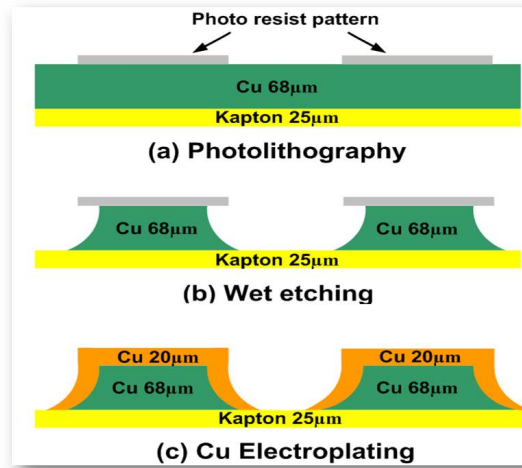 Photo resist pattern
Cu 68µm
Kapton 25µm
(a) Photolithography
Cu 68µm Cu 68µm
Kapton 25µm
(b) Wet etching
Cu 20µm Cu 20µm
Cu 68µm Cu 68µm
Kapton 25µm
(c) Cu Electroplating